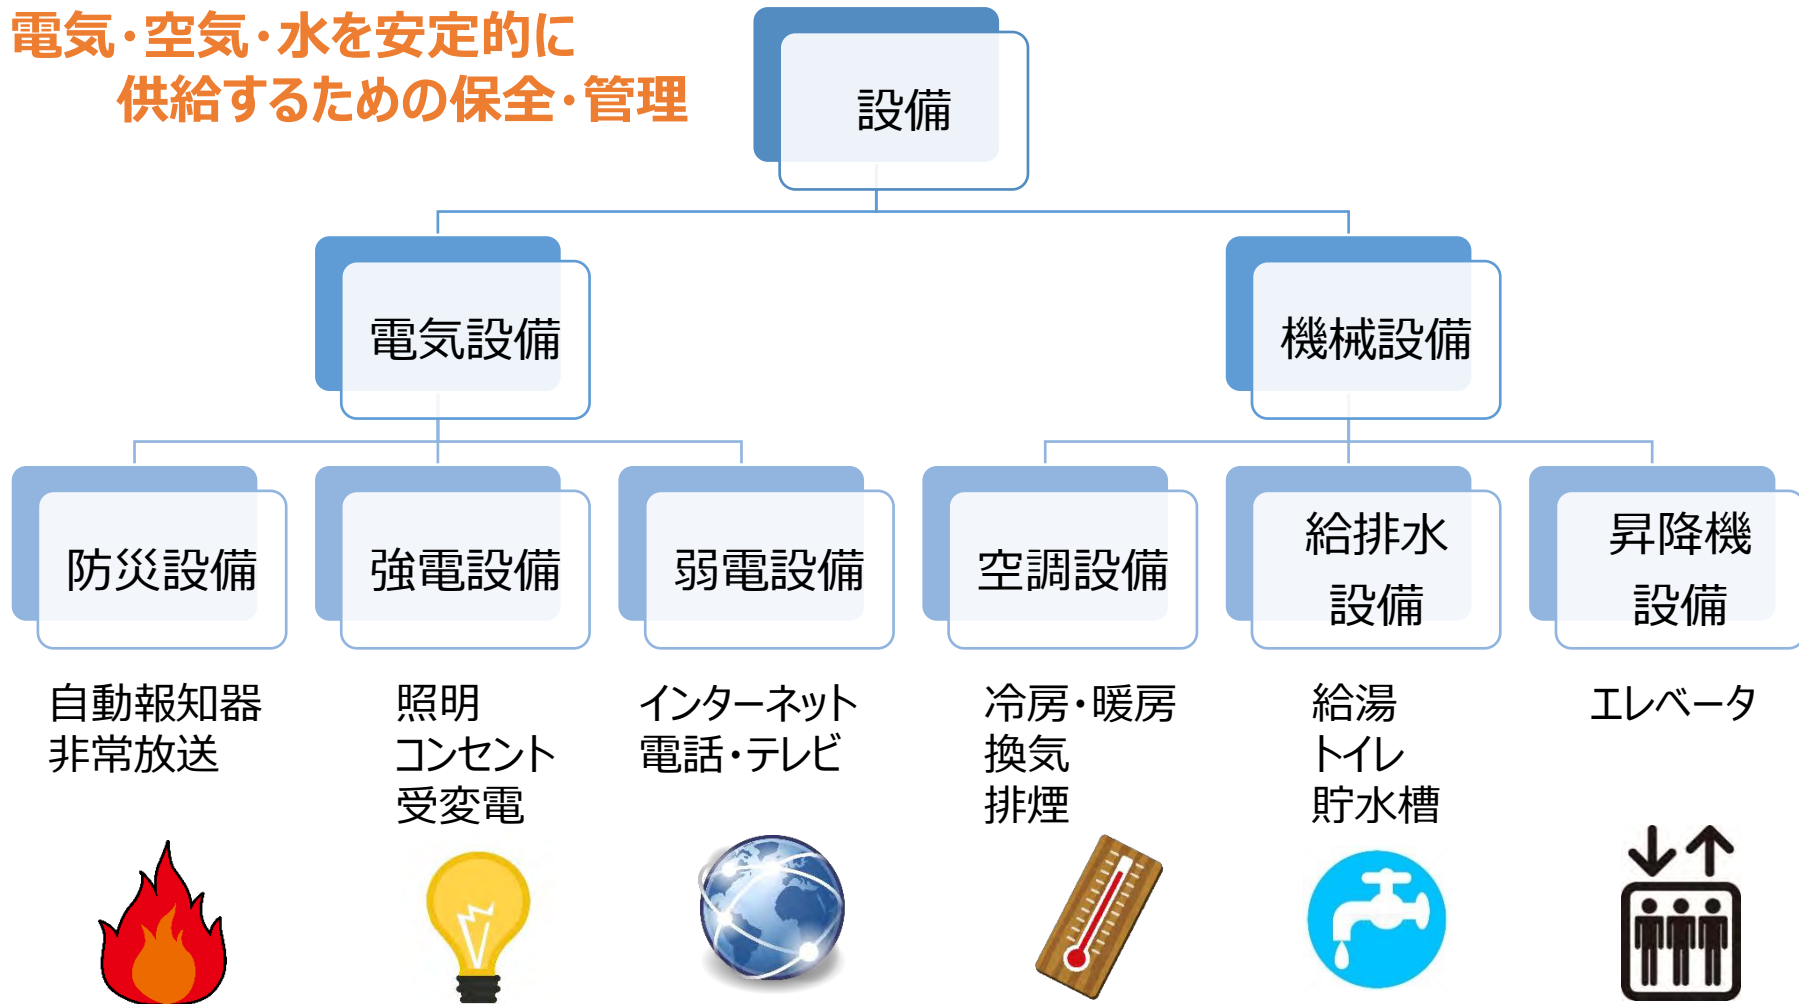 電気・空気・水を安定的に
供給するための保全・管理
設備
電気設備
機械設備
防災設備
強電設備
弱電設備
空調設備
給排水
設備
昇降機
設備
自動報知器
非常放送
照明
コンセント
受変電
インターネット
電話・テレビ
冷房・暖房
換気
排煙
給湯
トイレ
貯水槽
エレベータ